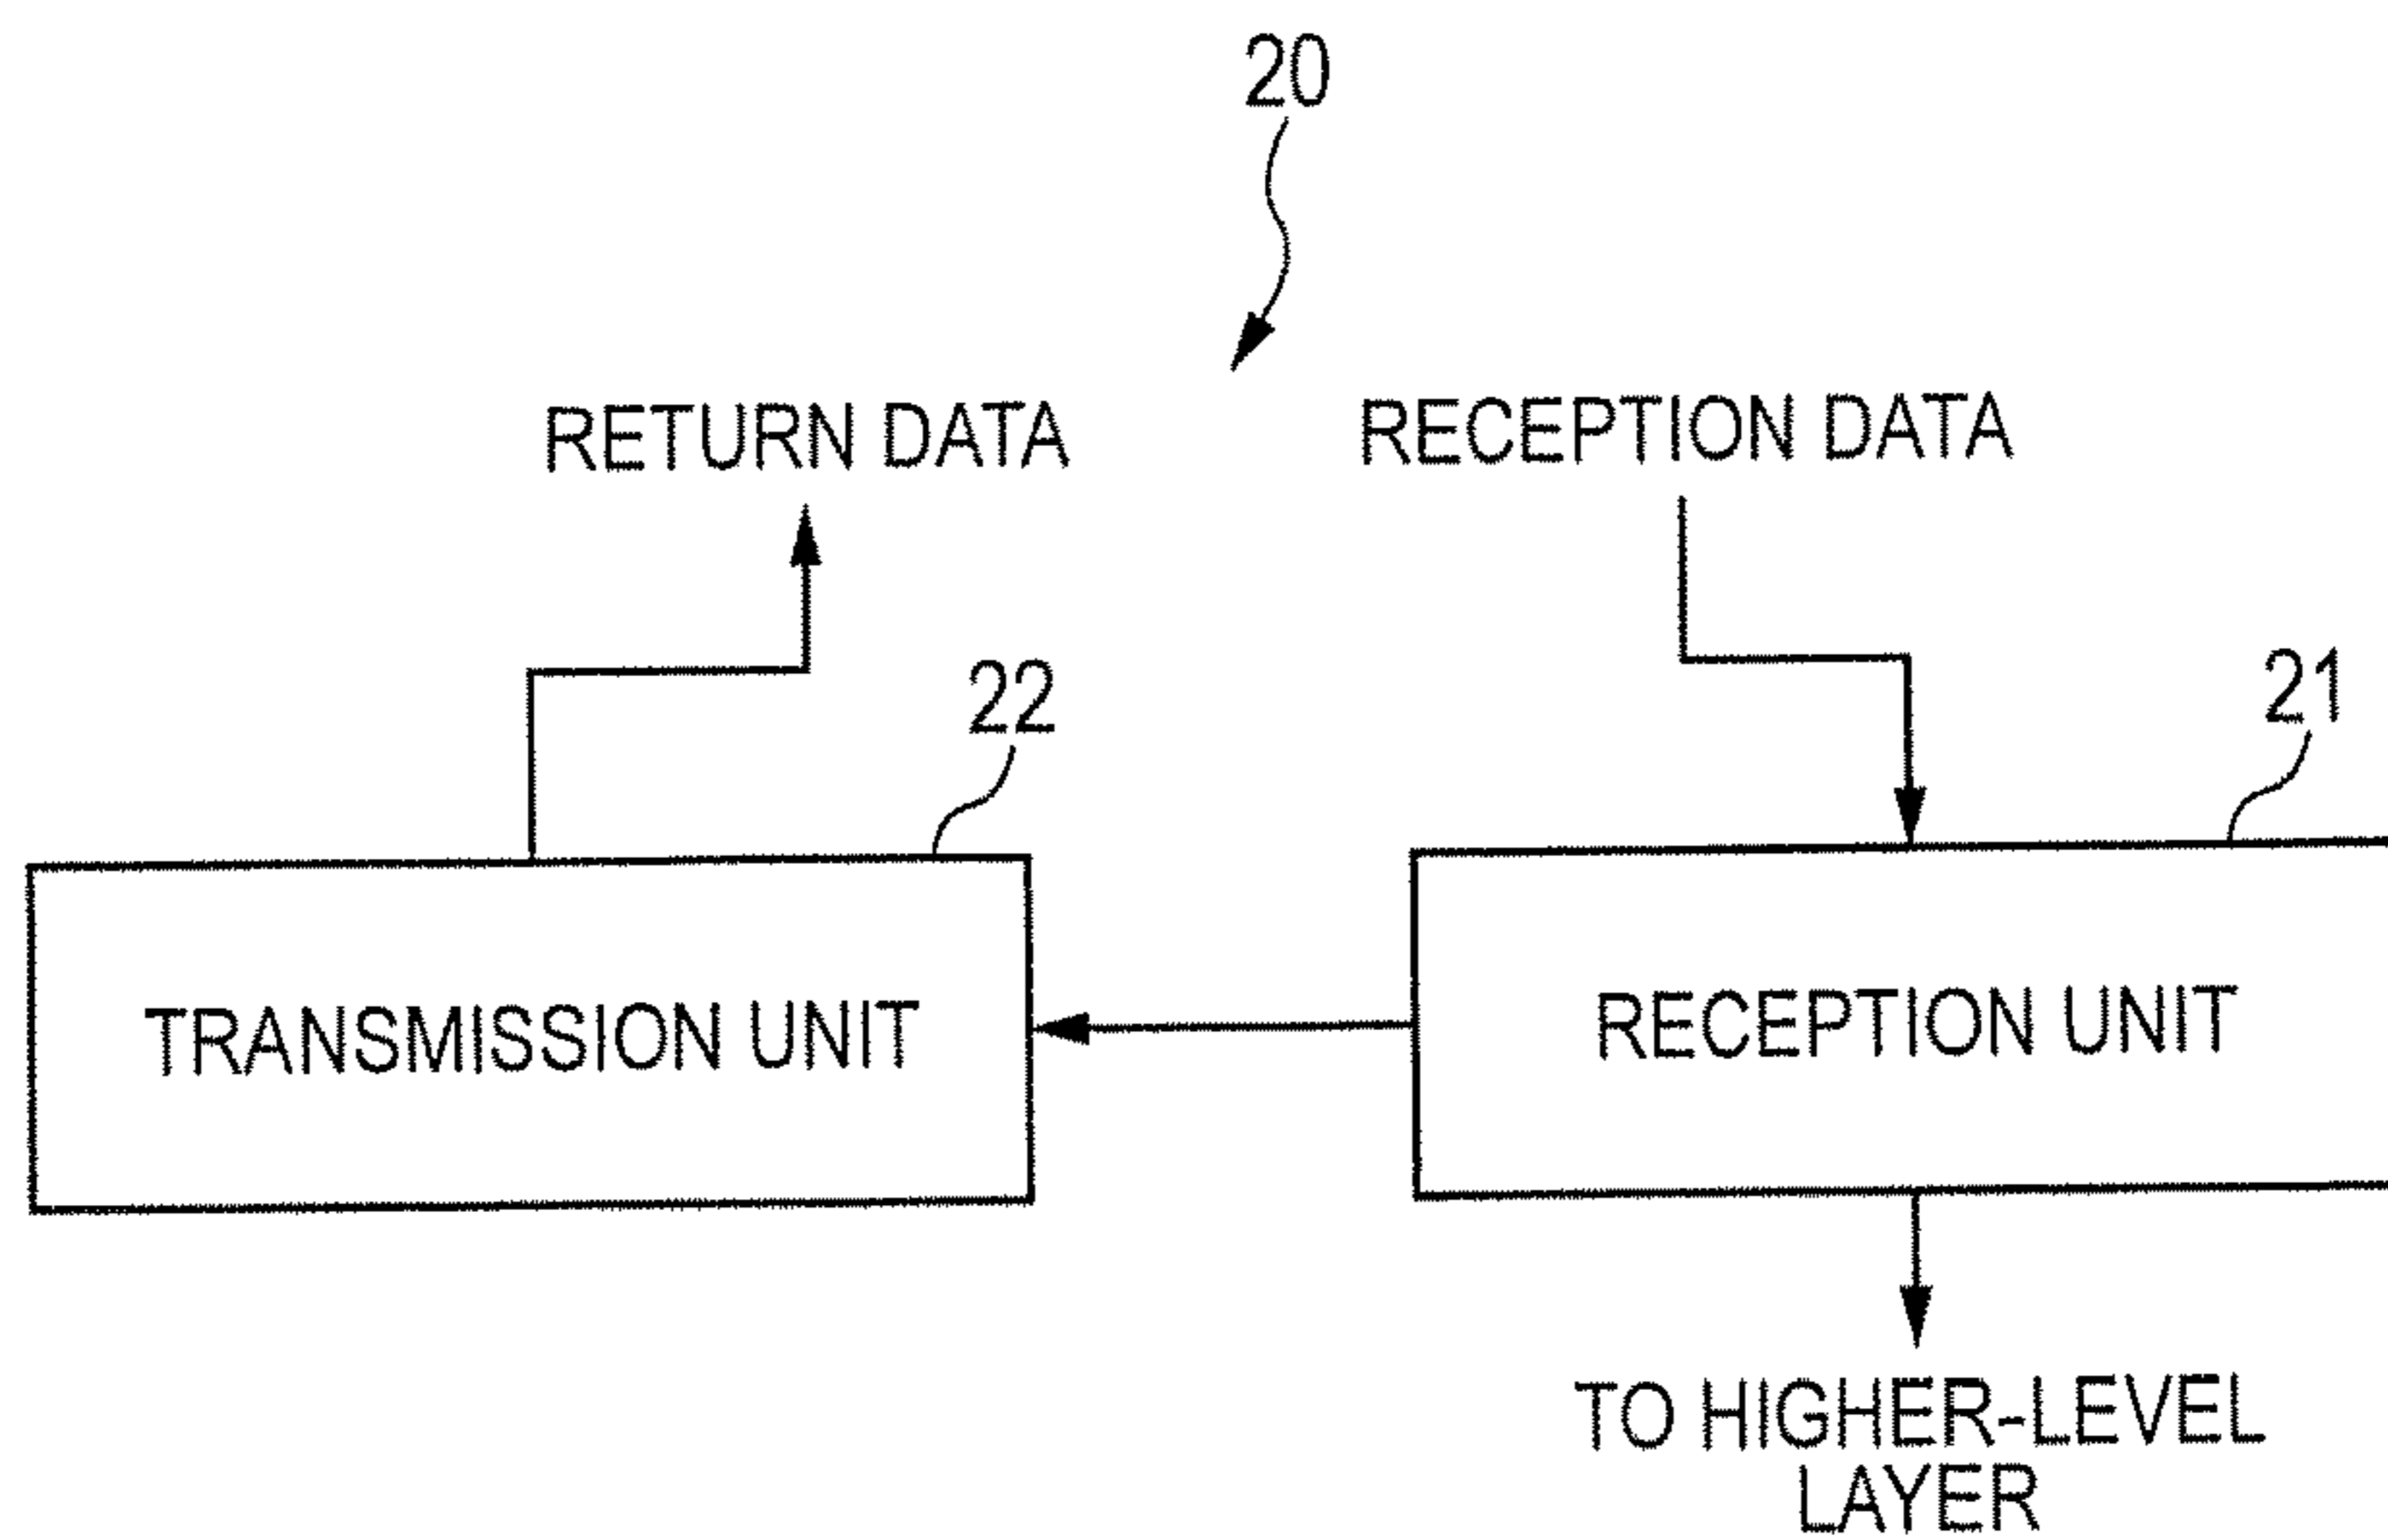 20
RETURN DATA
RECEPTION DATA
22
21
TRANSMISSION UNIT
RECEPTION UNIT
TO HIGHER-LEVEL
LAYER